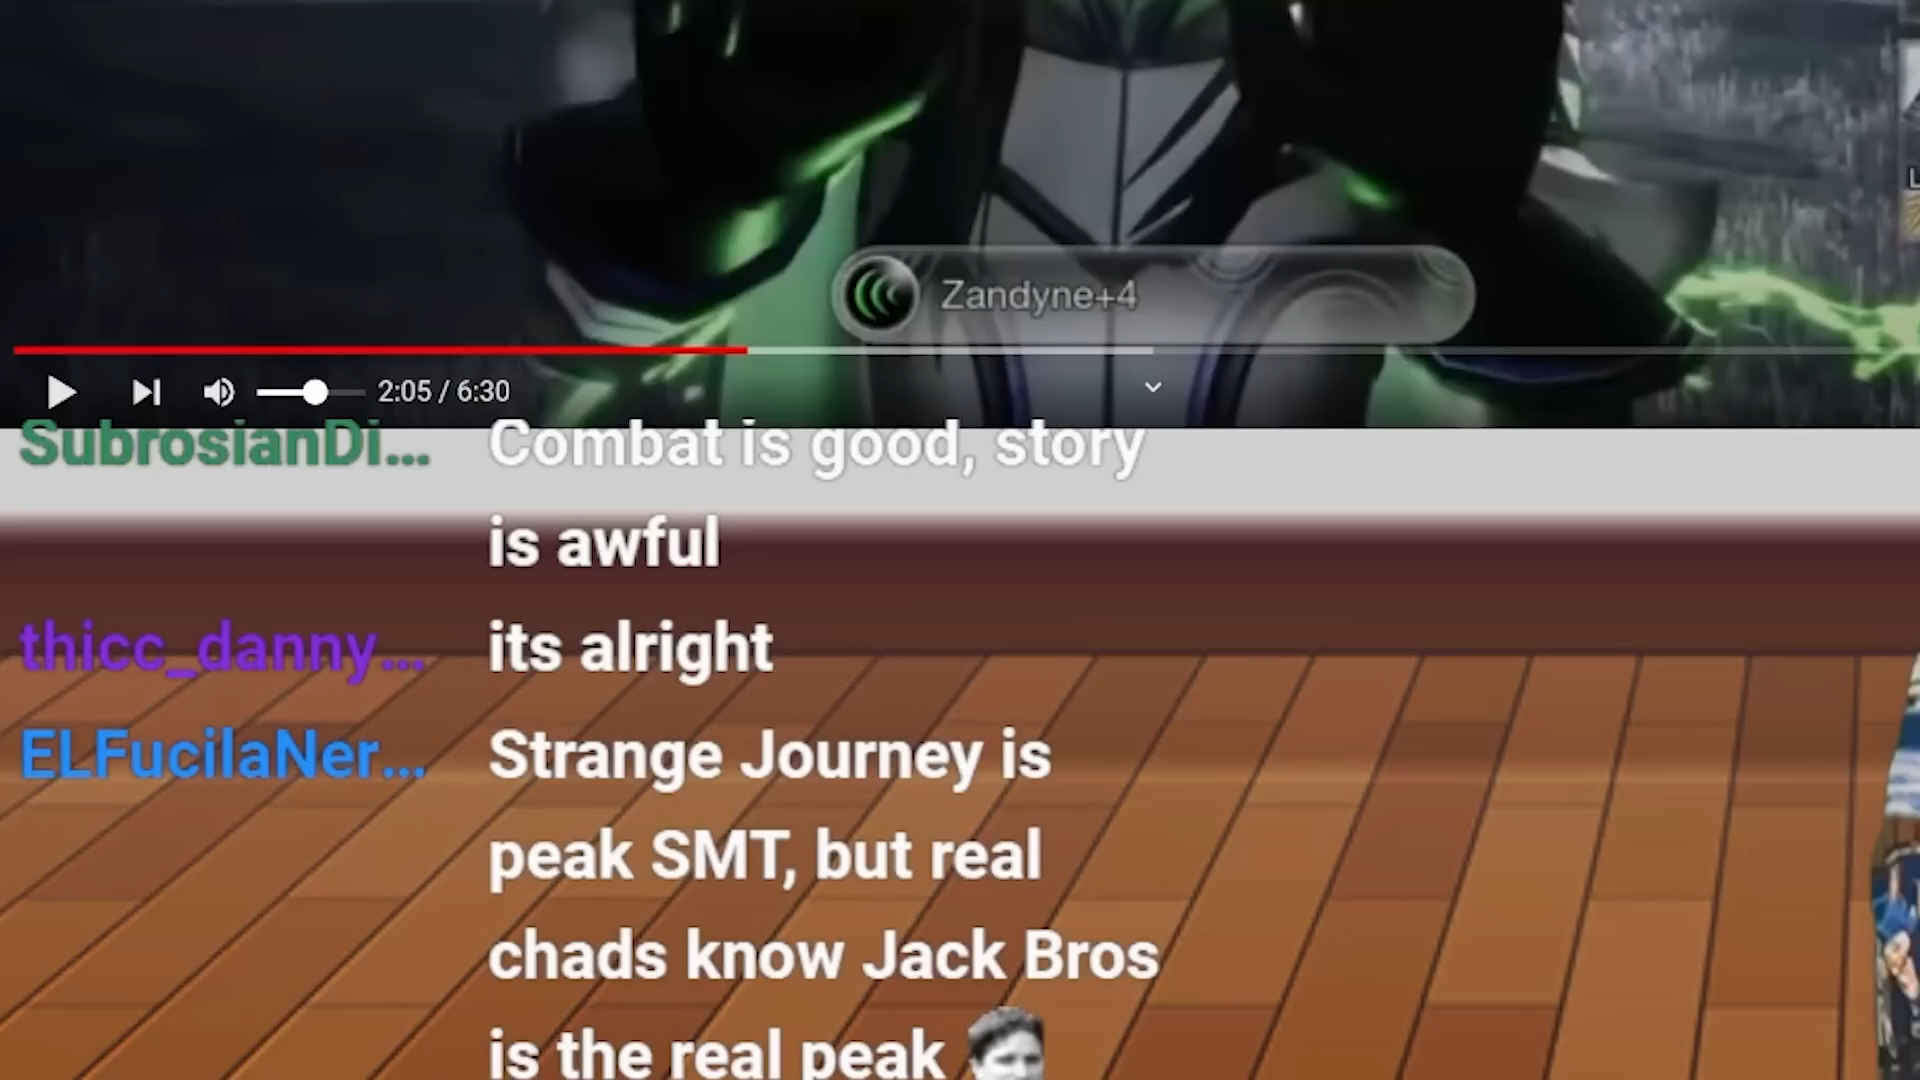 Zandyne+4
2:05 / 6:30
SubrosianDi... Combat is good, story
is awful
thicc_danny... its alright
ELFucilaNer... Strange Journey is
peak SMT, but real
chads know Jack Bros
is the real peak